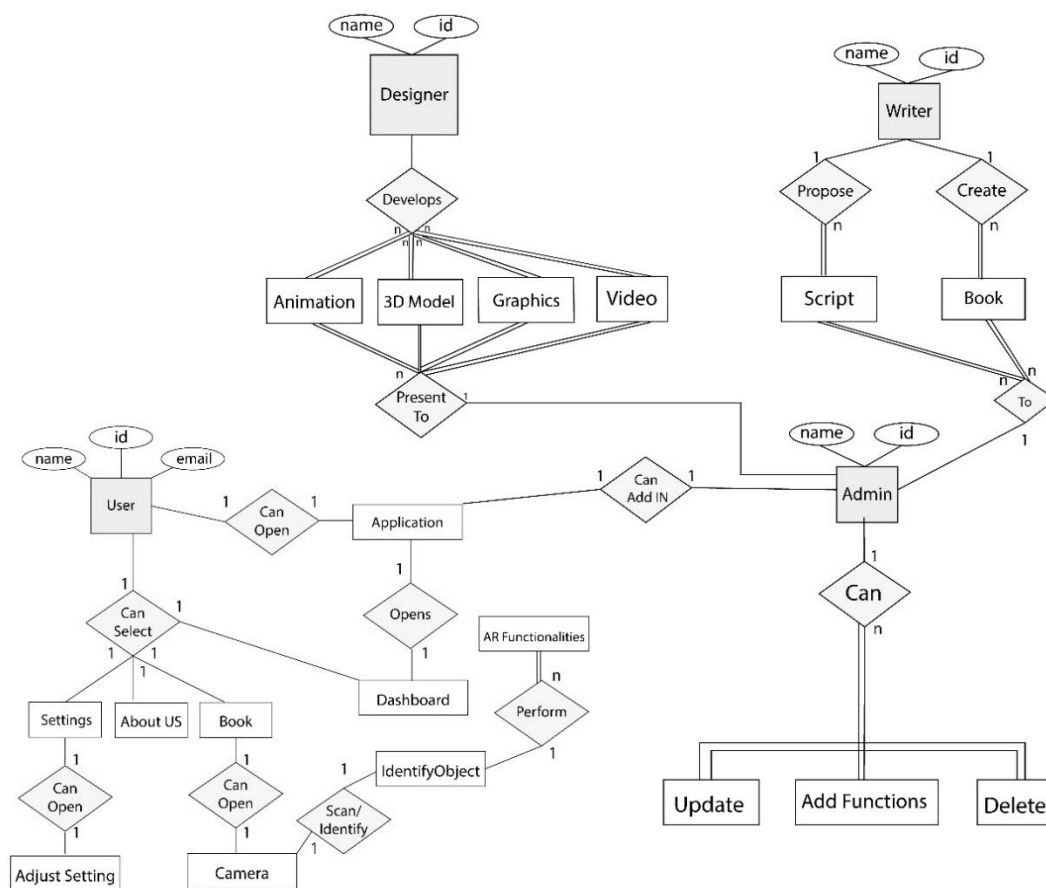 name
id
Designer
Develops
n
n
n
n
Animation
3D Model
Graphics
Video
n
Present
To
1
name
id
Writer
1
1
Propose
Create
n
n
Script
Book
n
n
To
1
name
id
Admin
id
name
email
User
1
Can
Open
1
Application
1
Can
Add IN
1
1
Opens
1
Dashboard
1
Can
Select
1
1
1
1
Settings
About US
Book
1
Can
Open
1
Adjust Setting
1
Can
Open
1
Camera
1
Scan/
Identify
1
IdentifyObject
1
Perform
n
AR Functionalities
1
Can
n
Update
Add Functions
Delete